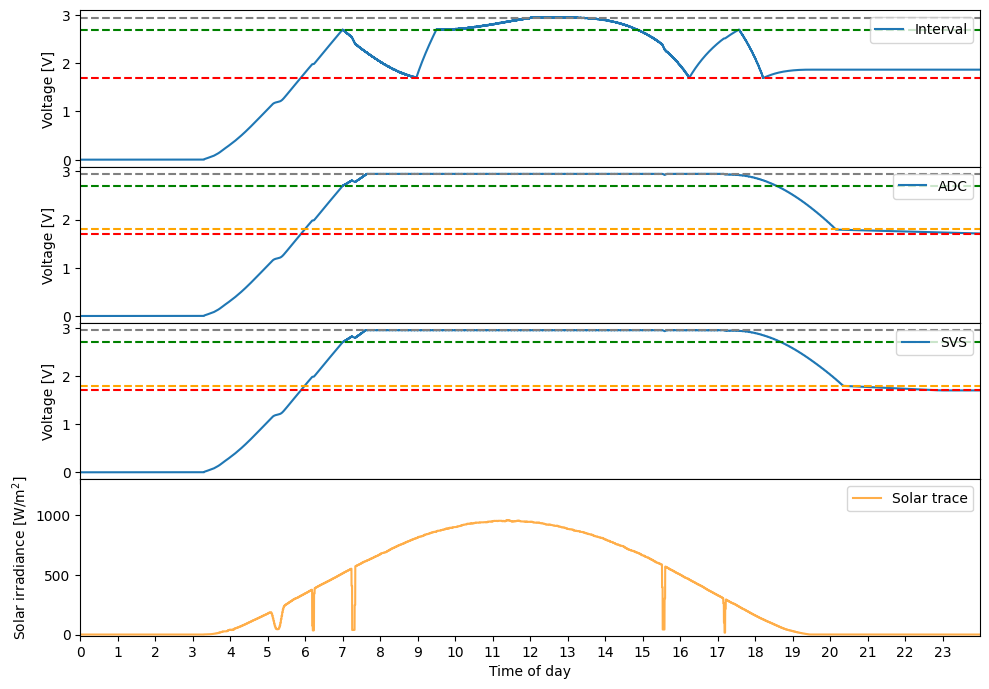 3
2
1
0
Voltage [V]
Interval
3
2
1
0
Voltage [V]
ADC
3
2
1
0
Voltage [V]
SVS
1000
500
0
Solar irradiance [W/m²]
Solar trace
0 1 2 3 4 5 6 7 8 9 10 11 12 13 14 15 16 17 18 19 20 21 22 23
Time of day